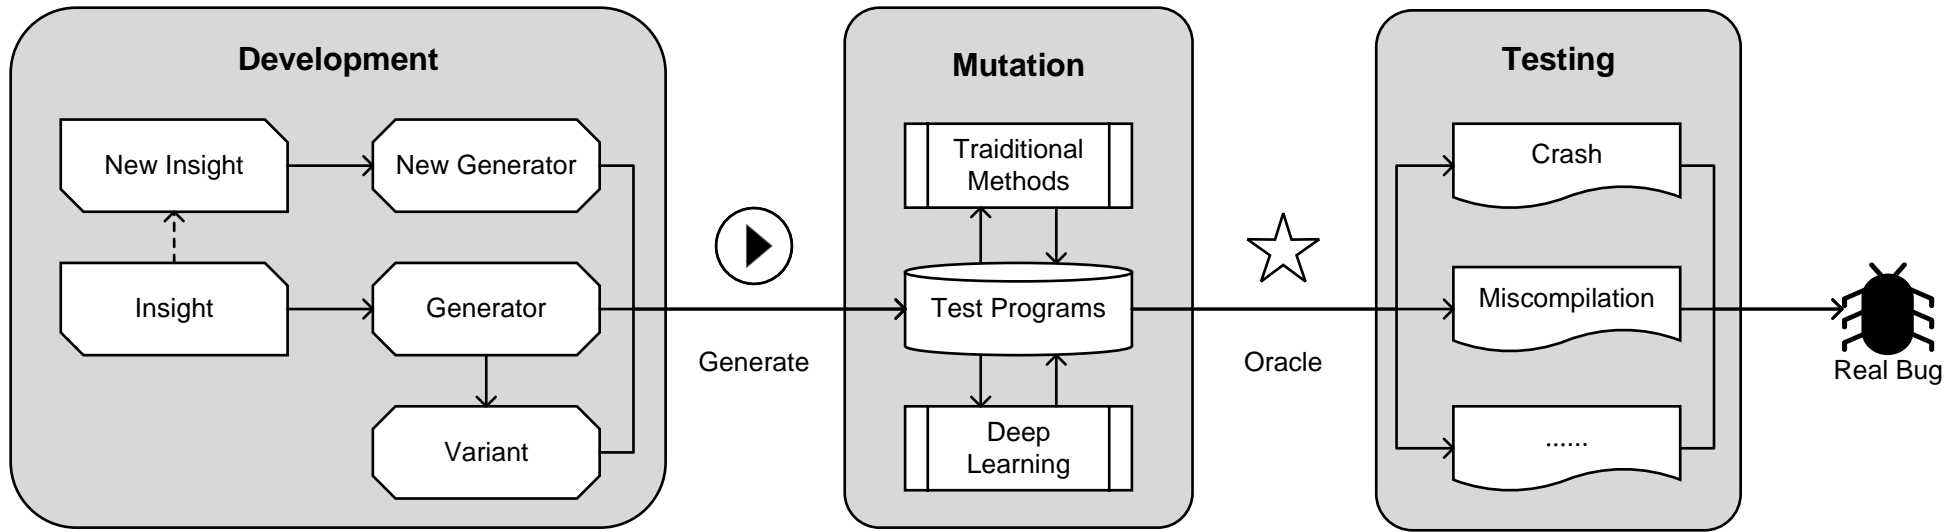 Development
New Insight
New Generator
Insight
Generator
Variant
Generate
Mutation
Traiditional
Methods
Test Programs
Deep
Learning
Oracle
Testing
Crash
Miscompilation
......
Real Bug